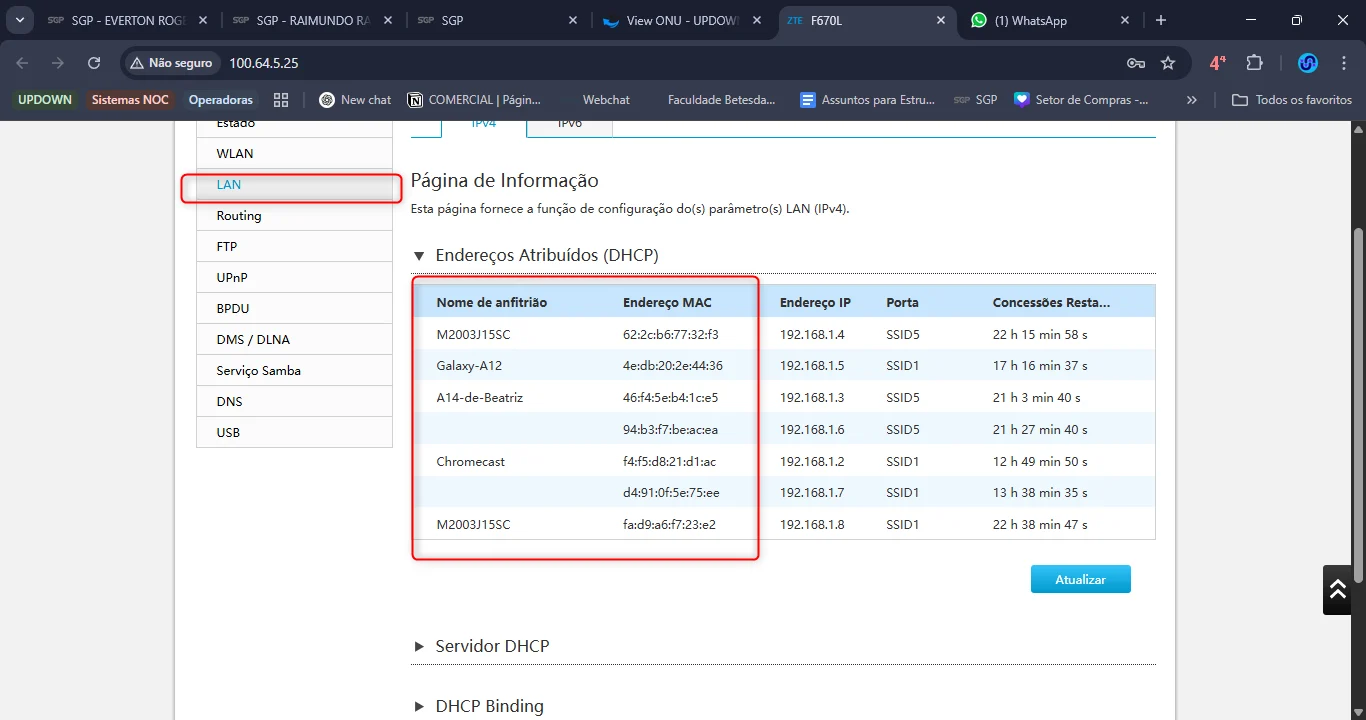 SGP - EVERTON ROGE
SGP - RAIMUNDO RA
SGP
View ONU - UPDOWN
ZTE F670L
(1) WhatsApp
Não seguro 100.64.5.25
UPDOWN Sistemas NOC Operadoras New chat COMERCIAL | Págin... Webchat Faculdade Betesda... Assuntos para Estru... SGP Setor de Compras -... » Todos os favoritos
Estado
WLAN
LAN
Routing
FTP
UPnP
BPDU
DMS / DLNA
Serviço Samba
DNS
USB
IPv4 IPv6
Página de Informação
Esta página fornece a função de configuração do(s) parâmetro(s) LAN (IPv4).
Endereços Atribuídos (DHCP)
Nome de anfitrião Endereço MAC Endereço IP Porta Concessões Resta...
M2003J15SC 62:2c:b6:77:32:f3 192.168.1.4 SSID5 22 h 15 min 58 s
Galaxy-A12 4e:db:20:2e:44:36 192.168.1.5 SSID1 17 h 16 min 37 s
A14-de-Beatriz 46:f4:5e:b4:1c:e5 192.168.1.3 SSID5 21 h 3 min 40 s
94:b3:f7:be:ac:ea 192.168.1.6 SSID5 21 h 27 min 40 s
Chromecast f4:f5:d8:21:d1:ac 192.168.1.2 SSID1 12 h 49 min 50 s
d4:91:0f:5e:75:ee 192.168.1.7 SSID1 13 h 38 min 35 s
M2003J15SC fa:d9:a6:f7:23:e2 192.168.1.8 SSID1 22 h 38 min 47 s
Atualizar
Servidor DHCP
DHCP Binding